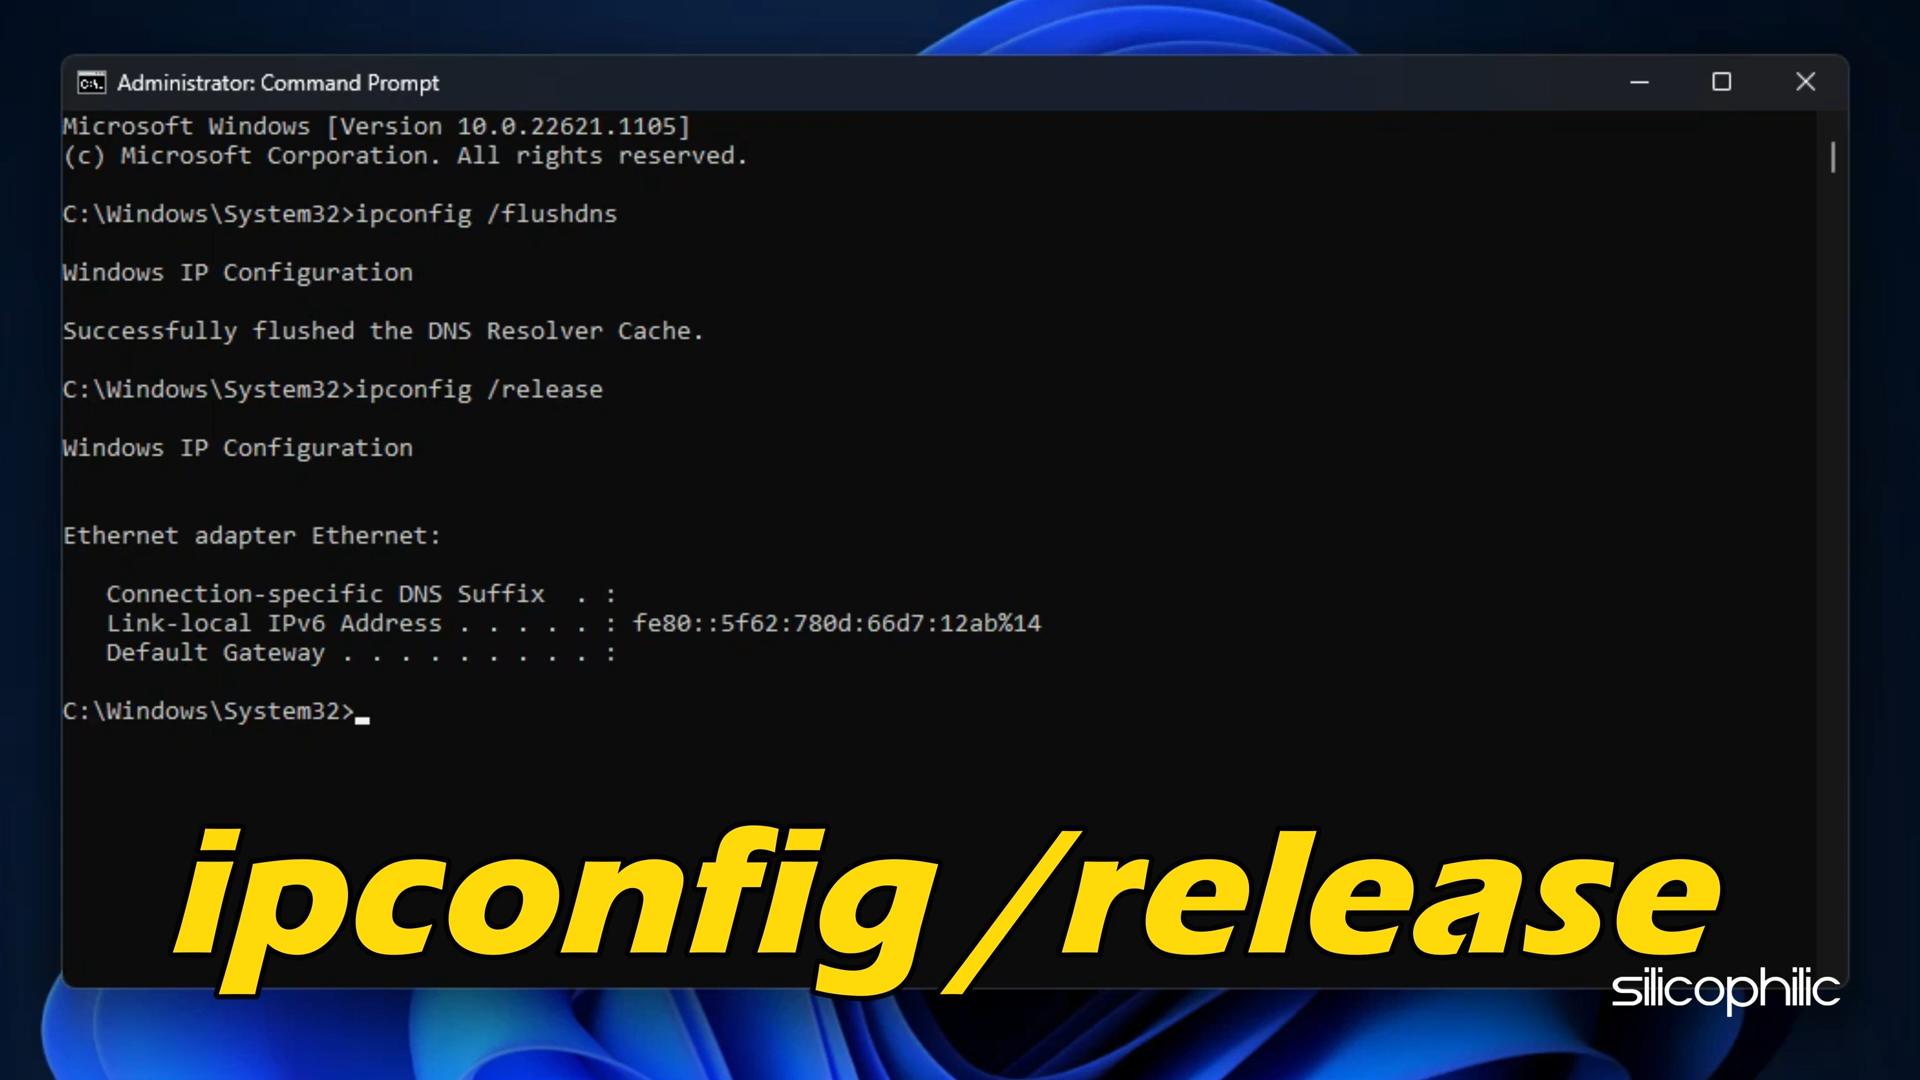 Administrator: Command Prompt
Microsoft Windows [Version 10.0.22621.1105]
(c) Microsoft Corporation. All rights reserved.
C:\Windows\System32>ipconfig /flushdns
Windows IP Configuration
Successfully flushed the DNS Resolver Cache.
C:\Windows\System32>ipconfig /release
Windows IP Configuration
Ethernet adapter Ethernet:
Connection-specific DNS Suffix  . :
Link-local IPv6 Address . . . . . : fe80::5f62:780d:66d7:12ab%14
Default Gateway . . . . . . . . . :
C:\Windows\System32>
ipconfig /release
silicophilic